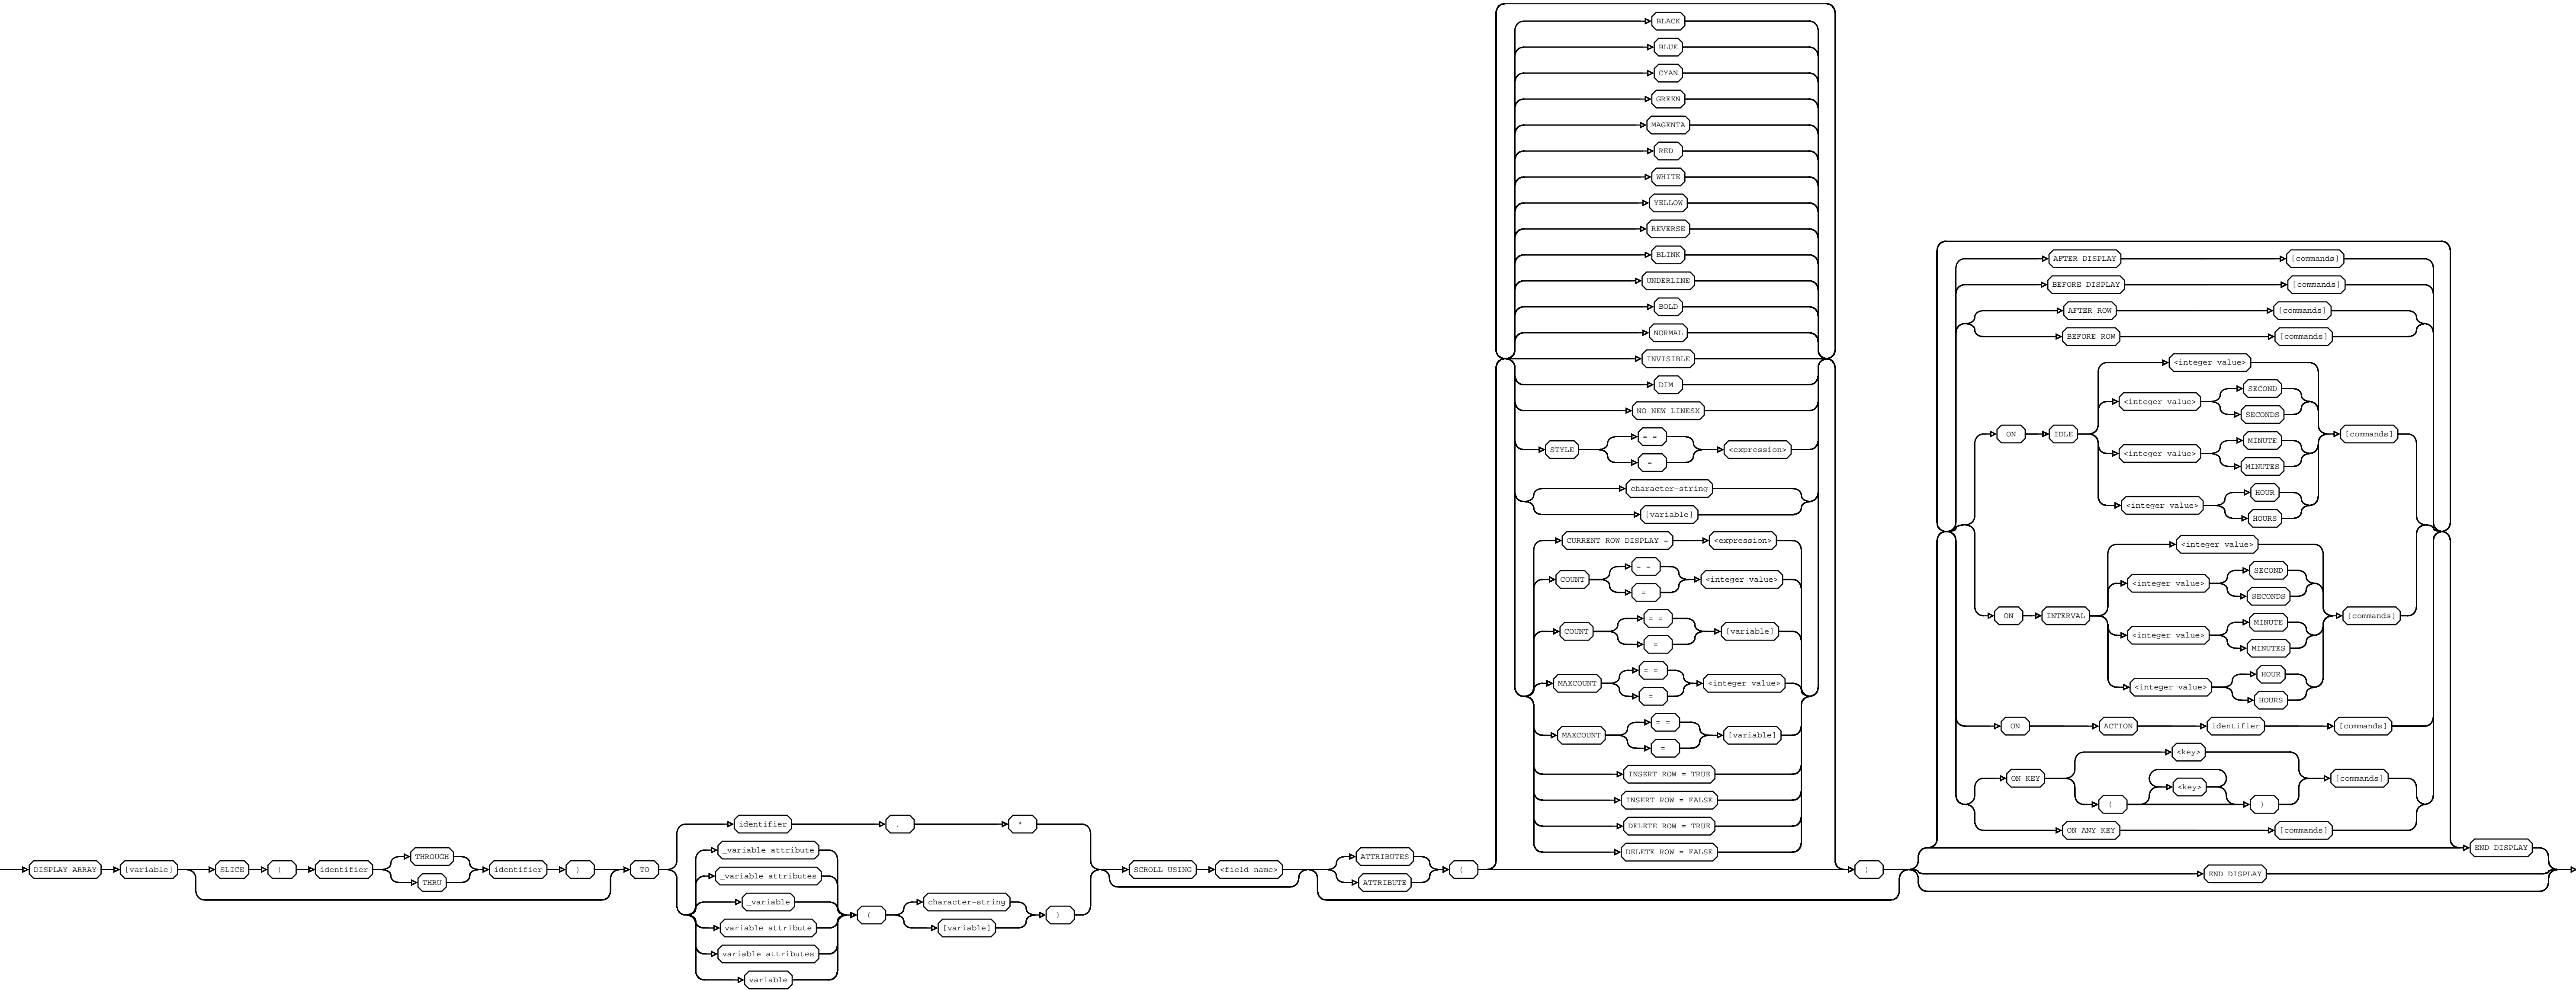 BLACK
BLUE
CYAN
GREEN
MAGENTA
RED
WHITE
YELLOW
REVERSE
BLINK
UNDERLINE
BOLD
NORMAL
INVISIBLE
DIM
NO NEW LINESX
STYLE = = = <expression>
character-string
[variable]
CURRENT ROW DISPLAY = <expression>
COUNT = = = <integer value>
COUNT = = = [variable]
MAXCOUNT = = = <integer value>
MAXCOUNT = = = [variable]
INSERT ROW = TRUE
INSERT ROW = FALSE
DELETE ROW = TRUE
DELETE ROW = FALSE
AFTER DISPLAY [commands]
BEFORE DISPLAY [commands]
AFTER ROW [commands]
BEFORE ROW [commands]
<integer value>
SECOND
<integer value>
SECONDS
ON IDLE [commands]
MINUTE
<integer value>
MINUTES
HOUR
<integer value>
HOURS
<integer value>
SECOND
<integer value>
SECONDS
ON INTERVAL [commands]
MINUTE
<integer value>
MINUTES
HOUR
<integer value>
HOURS
ON ACTION identifier [commands]
<key>
ON KEY [commands]
<key>
( )
ON ANY KEY [commands]
identifier . *
_variable attribute
_variable attributes
_variable
variable attribute
variable attributes
variable
( character-string )
[variable]
DISPLAY ARRAY [variable] SLICE ( identifier THROUGH identifier ) TO
THRU
SCROLL USING <field name> ATTRIBUTES ( )
ATTRIBUTE
END DISPLAY
END DISPLAY